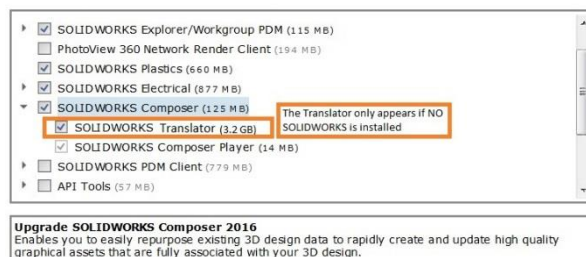 SOLIDWORKS Explorer/Workgroup PDM (115 MB)
PhotoView 360 Network Render Client (194 MB)
SOLIDWORKS Plastics (660 MB)
SOLIDWORKS Electrical (877 MB)
SOLIDWORKS Composer (125 MB)
The Translator only appears if NO
SOLIDWORKS is installed
SOLIDWORKS Translator (3.2 GB)
SOLIDWORKS Composer Player (14 MB)
SOLIDWORKS PDM Client (779 MB)
API Tools (57 MB)
Upgrade SOLIDWORKS Composer 2016
Enables you to easily repurpose existing 3D design data to rapidly create and update high quality
graphical assets that are fully associated with your 3D design.